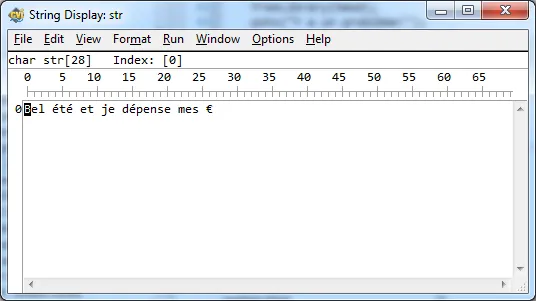 String Display: str
File Edit View Format Run Window Options Help
char str[28] Index: [0]
0 5 10 15 20 25 30 35 40 45 50 55 60 65
0 Bel été et je dépense mes €